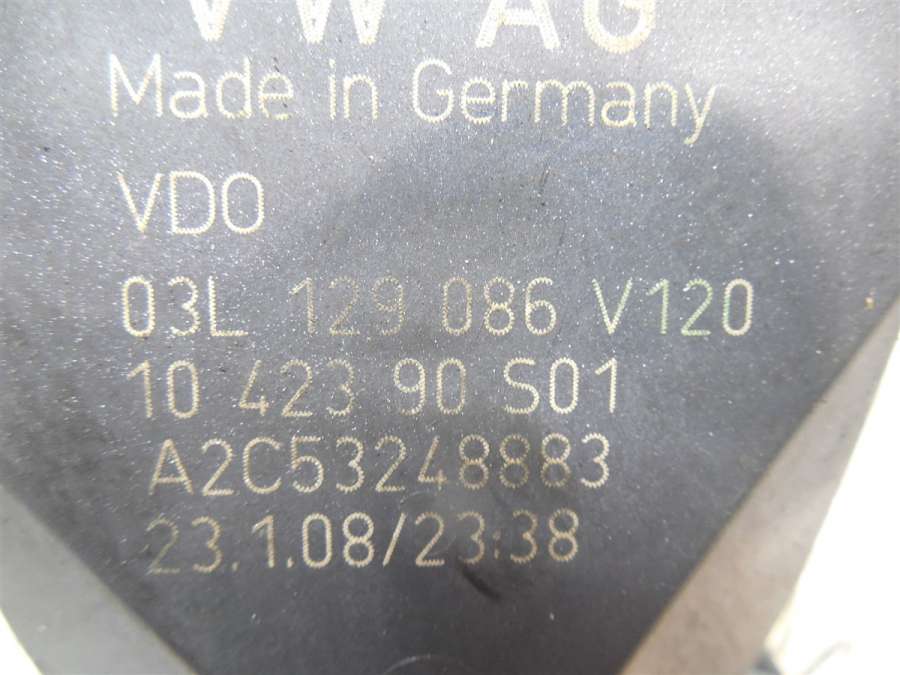 VW AG
Made in Germany
VDO
03L 129 086 V120
10 423 90 S01
A2C53248883
23.1.08/23:38